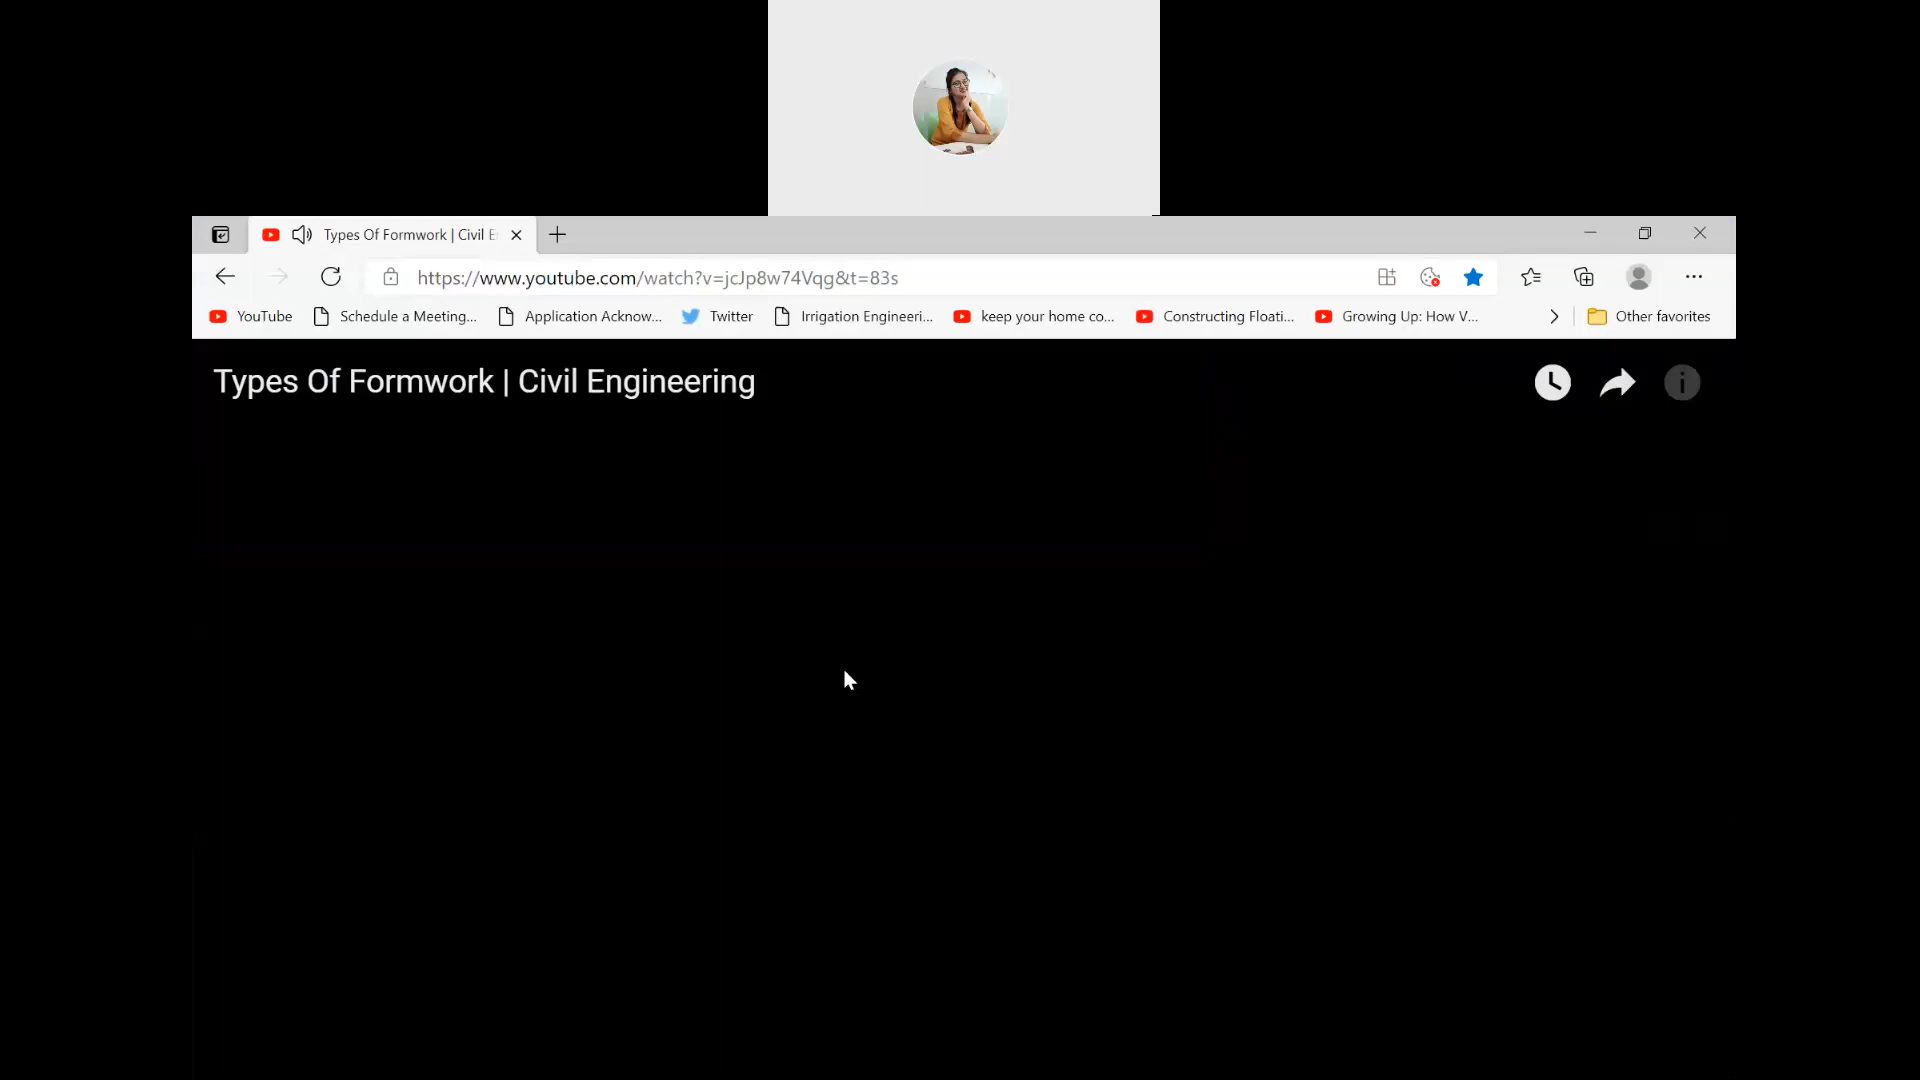 Types Of Formwork | Civil E
https://www.youtube.com/watch?v=jcJp8w74Vqg&t=83s
YouTube
Schedule a Meeting...
Application Acknow...
Twitter
Irrigation Engineeri...
keep your home co...
Constructing Floati...
Growing Up: How V...
Other favorites
Types Of Formwork | Civil Engineering